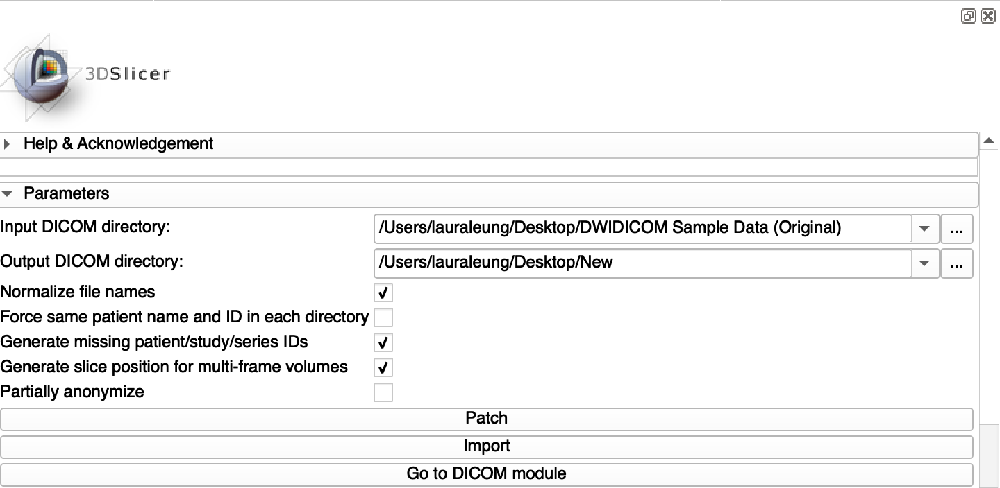 3DSlicer
Help & Acknowledgement
Parameters
Input DICOM directory: /Users/lauraleung/Desktop/DWIDICOM Sample Data (Original) ...
Output DICOM directory: /Users/lauraleung/Desktop/New ...
Normalize file names
Force same patient name and ID in each directory
Generate missing patient/study/series IDs
Generate slice position for multi-frame volumes
Partially anonymize
Patch
Import
Go to DICOM module